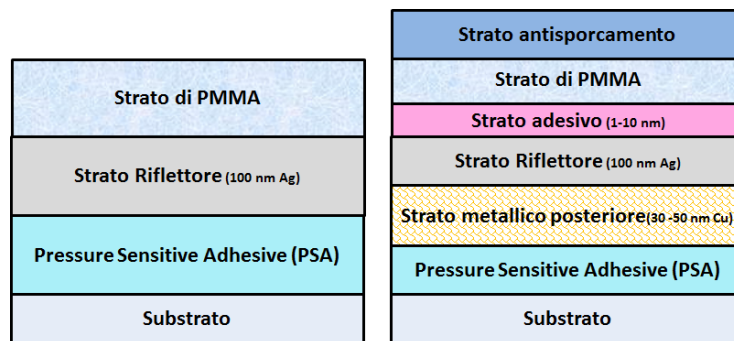 Strato di PMMA
Strato Riflettore (100 nm Ag)
Pressure Sensitive Adhesive (PSA)
Substrato
Strato antisporcamento
Strato di PMMA
Strato adesivo (1-10 nm)
Strato Riflettore (100 nm Ag)
Strato metallico posteriore(30 -50 nm Cu)
Pressure Sensitive Adhesive (PSA)
Substrato